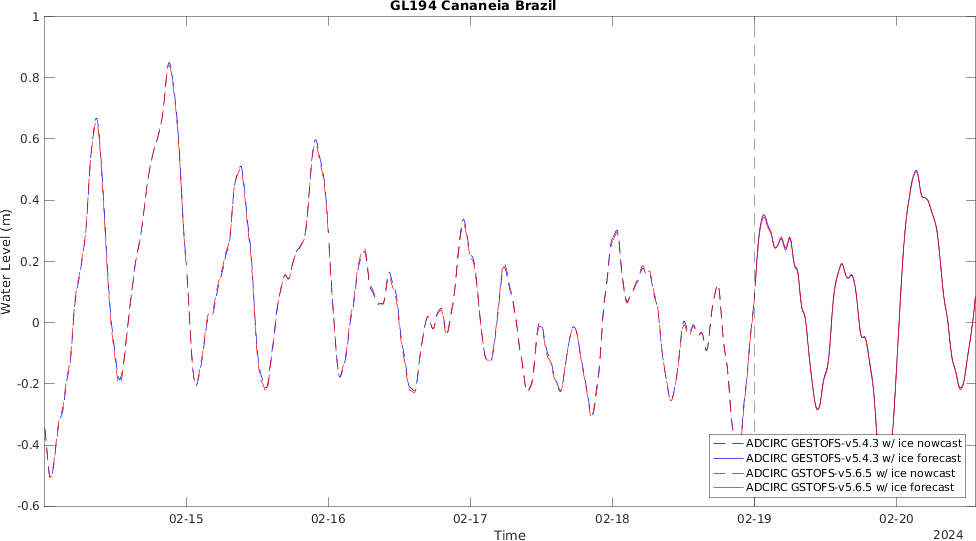 GL194 Cananeia Brazil
1
0.8
0.6
0.4
0.2
0
-0.2
-0.4
-0.6
Water Level (m)
ADCIRC GESTOFS-v5.4.3 w/ ice nowcast
ADCIRC GESTOFS-v5.4.3 w/ ice forecast
ADCIRC GSTOFS-v5.6.5 w/ ice nowcast
ADCIRC GSTOFS-v5.6.5 w/ ice forecast
02-15 02-16 02-17 02-18 02-19 02-20
Time
2024